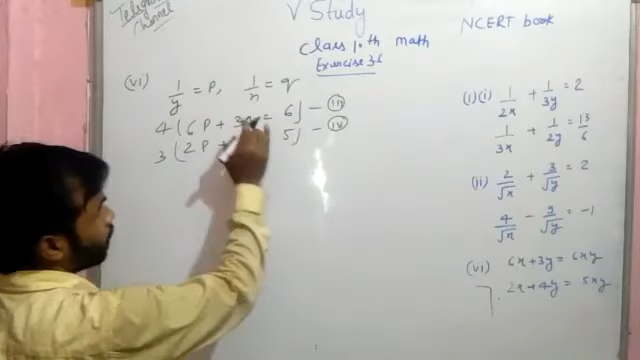 Telegram
Channel
V Study
Class 10th math
Exercise 3.6
NCERT book
(vi) 1/y = P, 1/x = q
4 ( 6P + 3q = 6 ] — (iii)
3 ( 2P + 5 ] — (iv)
(1)(i) 1/2x + 1/3y = 2
1/3x + 1/2y = 13/6
(ii) 2/√x + 3/√y = 2
4/√x - 9/√y = -1
(vi) 6x+3y = 6xy
2x+4y = 5xy